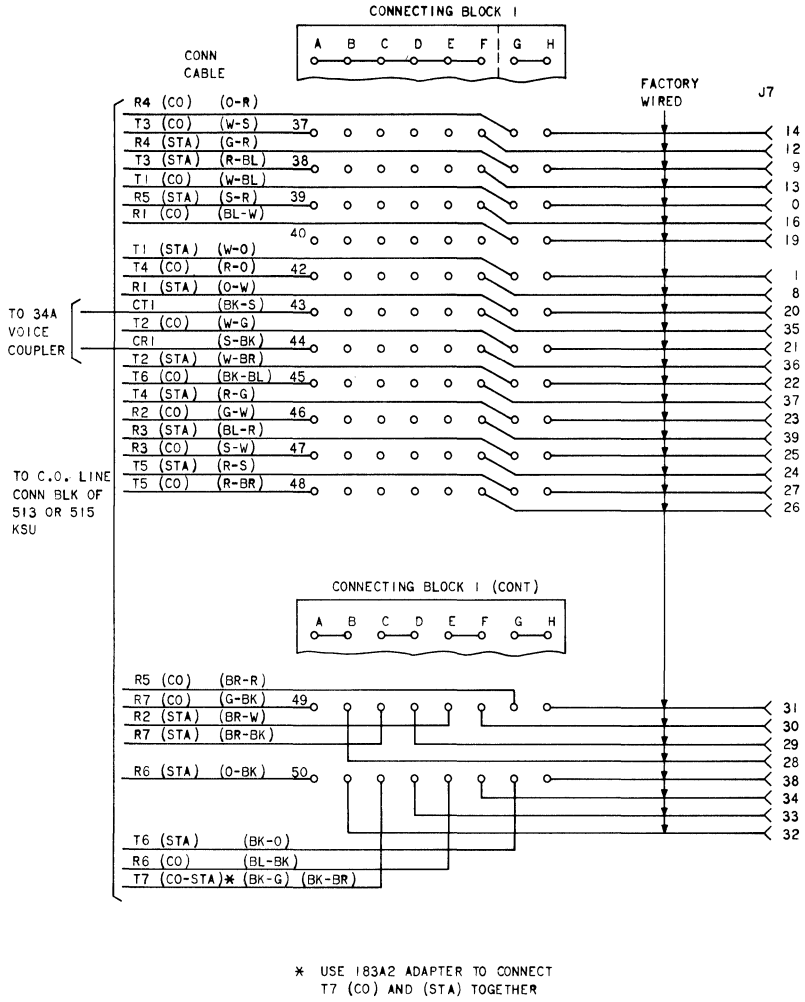 CONNECTING BLOCK 1
A B C D E F G H
CONN
CABLE
FACTORY
WIRED
J7
R4 (CO) (O-R)
T3 (CO) (W-S) 37 14
R4 (STA) (G-R) 12
T3 (STA) (R-BL) 38 9
T1 (CO) (W-BL) 13
R5 (STA) (S-R) 39 0
R1 (CO) (BL-W) 16
40 19
T1 (STA) (W-O)
T4 (CO) (R-O) 42 1
R1 (STA) (O-W) 8
CT1 (BK-S) 43 20
T2 (CO) (W-G) 35
CR1 (S-BK) 44 21
T2 (STA) (W-BR) 36
T6 (CO) (BK-BL) 45 22
T4 (STA) (R-G) 37
R2 (CO) (G-W) 46 23
R3 (STA) (BL-R) 39
R3 (CO) (S-W) 47 25
T5 (STA) (R-S) 24
T5 (CO) (R-BR) 48 27
26
TO 34A
VOICE
COUPLER
TO C.O. LINE
CONN BLK OF
513 OR 515
KSU
CONNECTING BLOCK 1 (CONT)
A B C D E F G H
R5 (CO) (BR-R)
R7 (CO) (G-BK) 49 31
R2 (STA) (BR-W) 30
R7 (STA) (BR-BK) 29
28
R6 (STA) (O-BK) 50 38
34
33
32
T6 (STA) (BK-O)
R6 (CO) (BL-BK)
T7 (CO-STA)* (BK-G) (BK-BR)
* USE 183A2 ADAPTER TO CONNECT
T7 (CO) AND (STA) TOGETHER